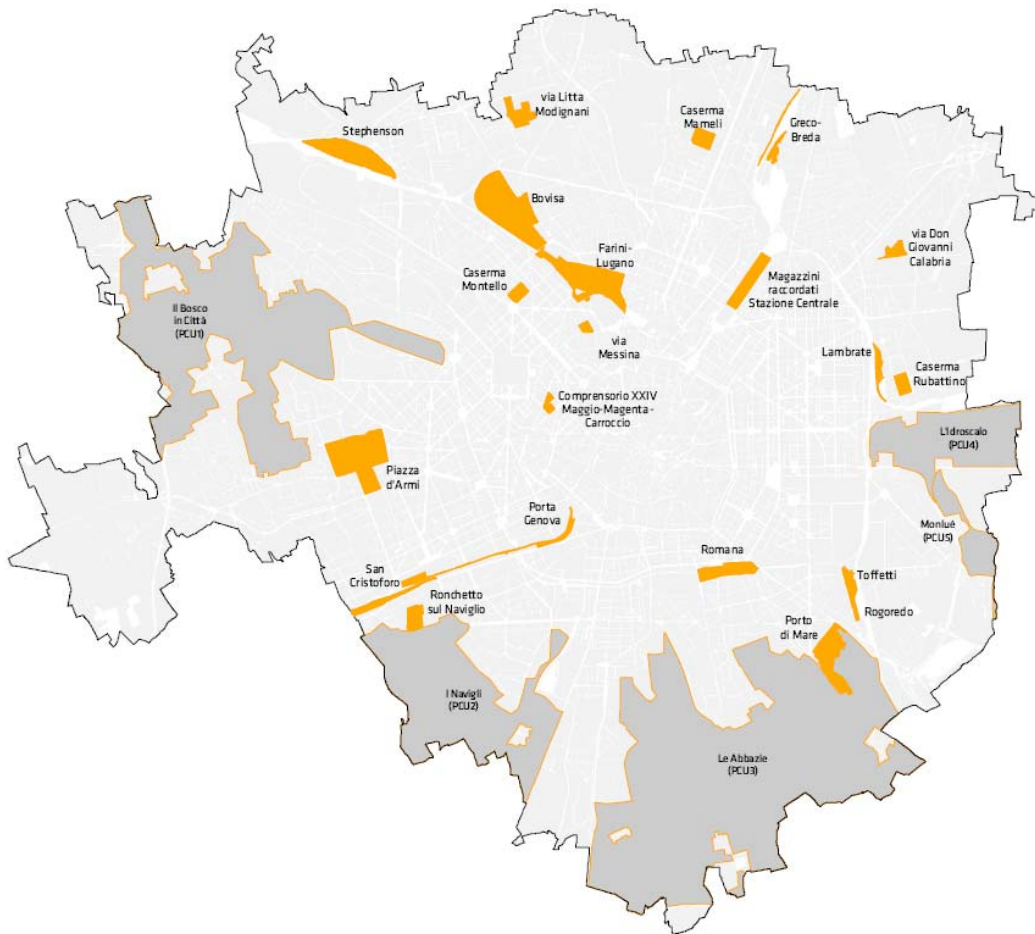 via Litta
Modignani
Caserma
Mameli
Greco-
Breda
Stephenson
Bovisa
Farini-
Lugano
via Don
Giovanni
Calabria
Caserma
Montello
Magazzini
raccordati
Stazione Centrale
Il Bosco
in Città
(PCU1)
via
Messina
Lambrate
Caserma
Rubattino
Comprensorio XXIV
Maggio-Magenta-
Carroccio
L'Idroscalo
(PCU4)
Piazza
d'Armi
Porta
Genova
Monlué
(PCU5)
Romana
San
Cristoforo
Toffetti
Ronchetto
sul Naviglio
Rogoredo
Porto
di Mare
I Navigli
(PCU2)
Le Abbazie
(PCU3)